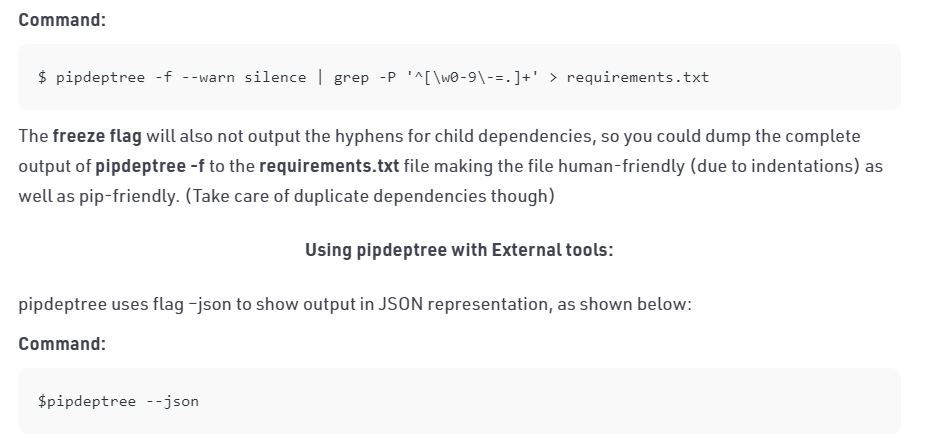 Command:
$ pipdeptree -f --warn silence | grep -P '^[\w0-9\-=.]+' > requirements.txt
The freeze flag will also not output the hyphens for child dependencies, so you could dump the complete
output of pipdeptree -f to the requirements.txt file making the file human-friendly (due to indentations) as
well as pip-friendly. (Take care of duplicate dependencies though)
Using pipdeptree with External tools:
pipdeptree uses flag –json to show output in JSON representation, as shown below:
Command:
$pipdeptree --json